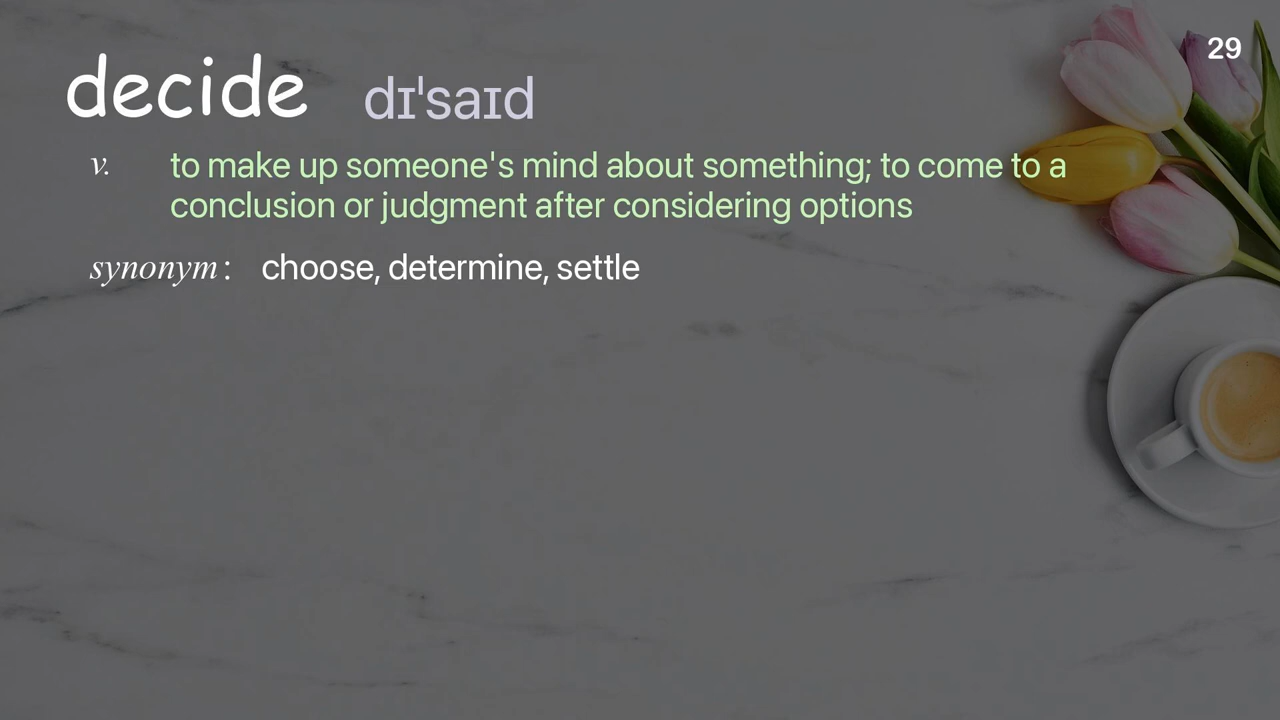 29
decide dɪˈsaɪd
v. to make up someone's mind about something; to come to a
conclusion or judgment after considering options
synonym: choose, determine, settle